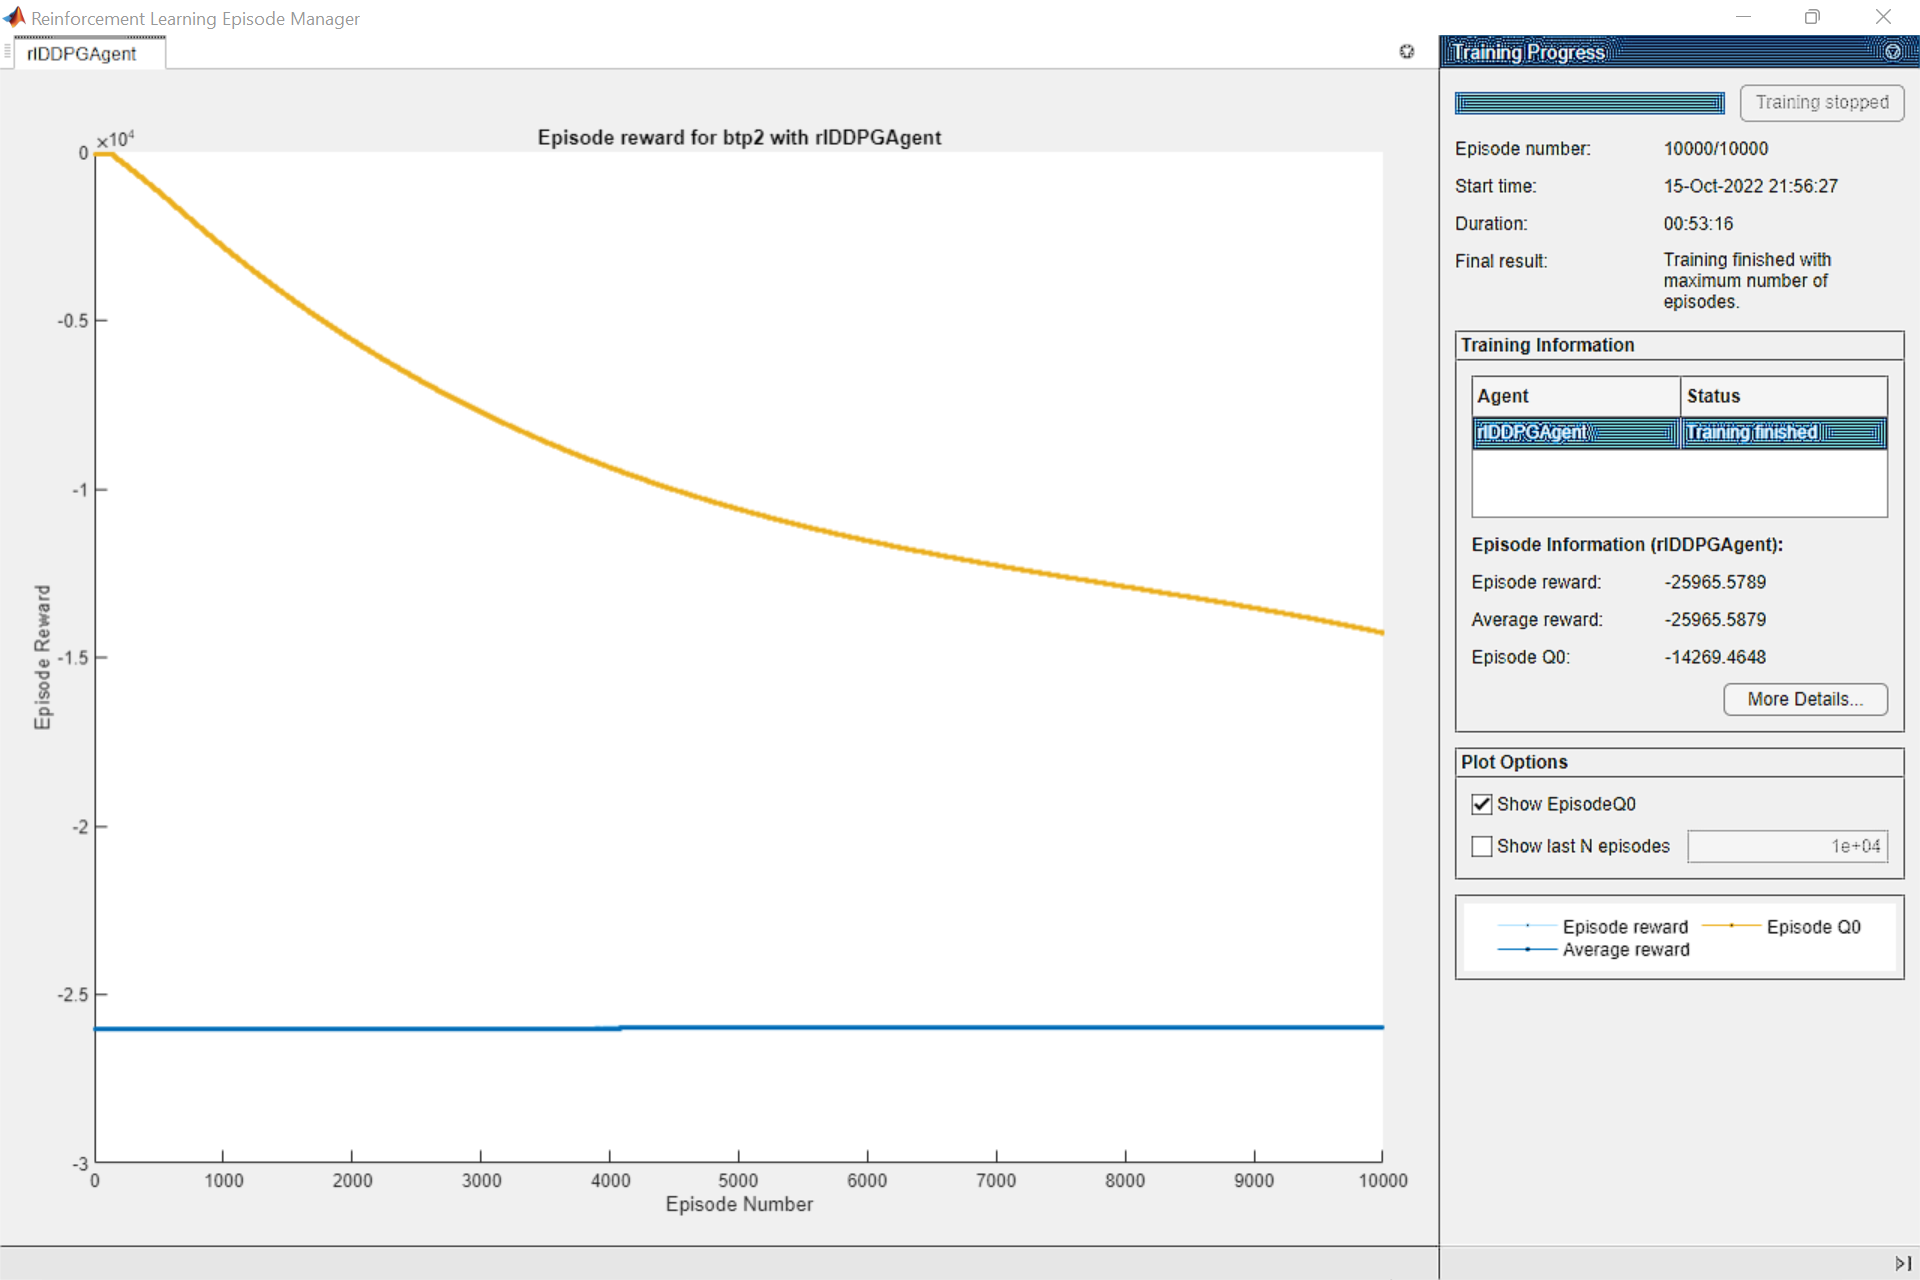 Reinforcement Learning Episode Manager
rlDDPGAgent
×10⁴
Episode reward for btp2 with rlDDPGAgent
0
-0.5
-1
-1.5
-2
-2.5
-3
Episode Reward
0 1000 2000 3000 4000 5000 6000 7000 8000 9000 10000
Episode Number
Training Progress
Training stopped
Episode number: 10000/10000
Start time: 15-Oct-2022 21:56:27
Duration: 00:53:16
Final result: Training finished with
maximum number of
episodes.
Training Information
Agent Status
rlDDPGAgent Training finished
Episode Information (rlDDPGAgent):
Episode reward: -25965.5789
Average reward: -25965.5879
Episode Q0: -14269.4648
More Details...
Plot Options
Show EpisodeQ0
Show last N episodes 1e+04
Episode reward Episode Q0
Average reward